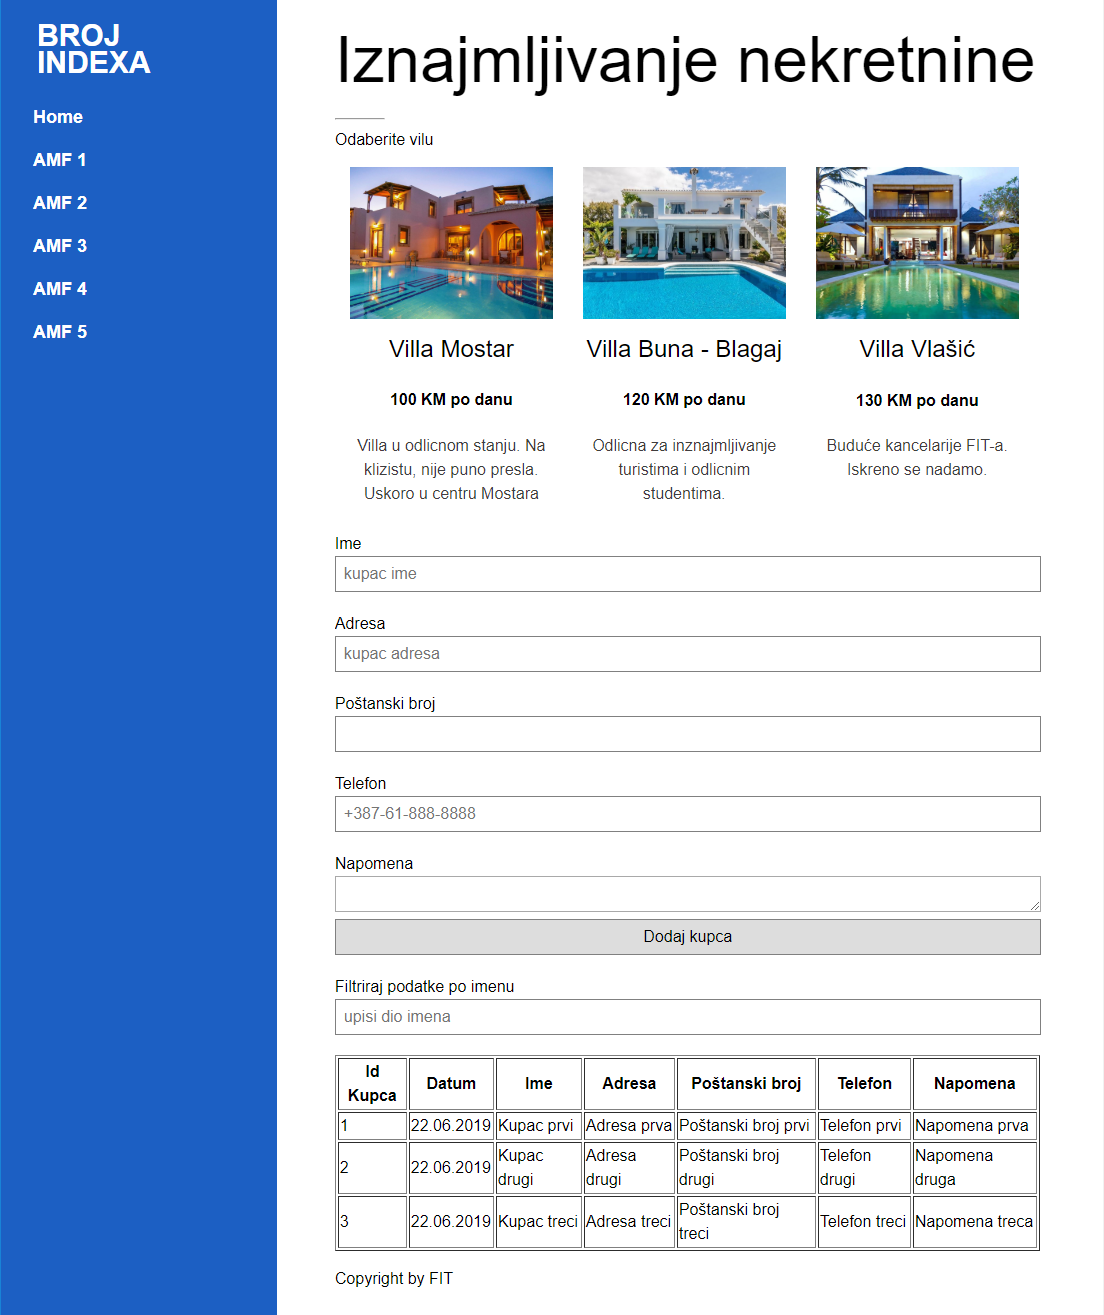 BROJ
INDEXA
Home
AMF 1
AMF 2
AMF 3
AMF 4
AMF 5
Iznajmljivanje nekretnine
Odaberite vilu
Villa Mostar
100 KM po danu
Villa u odlicnom stanju. Na
klizistu, nije puno presla.
Uskoro u centru Mostara
Villa Buna - Blagaj
120 KM po danu
Odlicna za inznajmljivanje
turistima i odlicnim
studentima.
Villa Vlašić
130 KM po danu
Buduće kancelarije FIT-a.
Iskreno se nadamo.
Ime
kupac ime
Adresa
kupac adresa
Poštanski broj
Telefon
+387-61-888-8888
Napomena
Dodaj kupca
Filtriraj podatke po imenu
upisi dio imena
Id Kupca Datum Ime Adresa Poštanski broj Telefon Napomena
1 22.06.2019 Kupac prvi Adresa prva Poštanski broj prvi Telefon prvi Napomena prva
2 22.06.2019 Kupac drugi Adresa drugi Poštanski broj drugi Telefon drugi Napomena druga
3 22.06.2019 Kupac treci Adresa treci Poštanski broj treci Telefon treci Napomena treca
Copyright by FIT